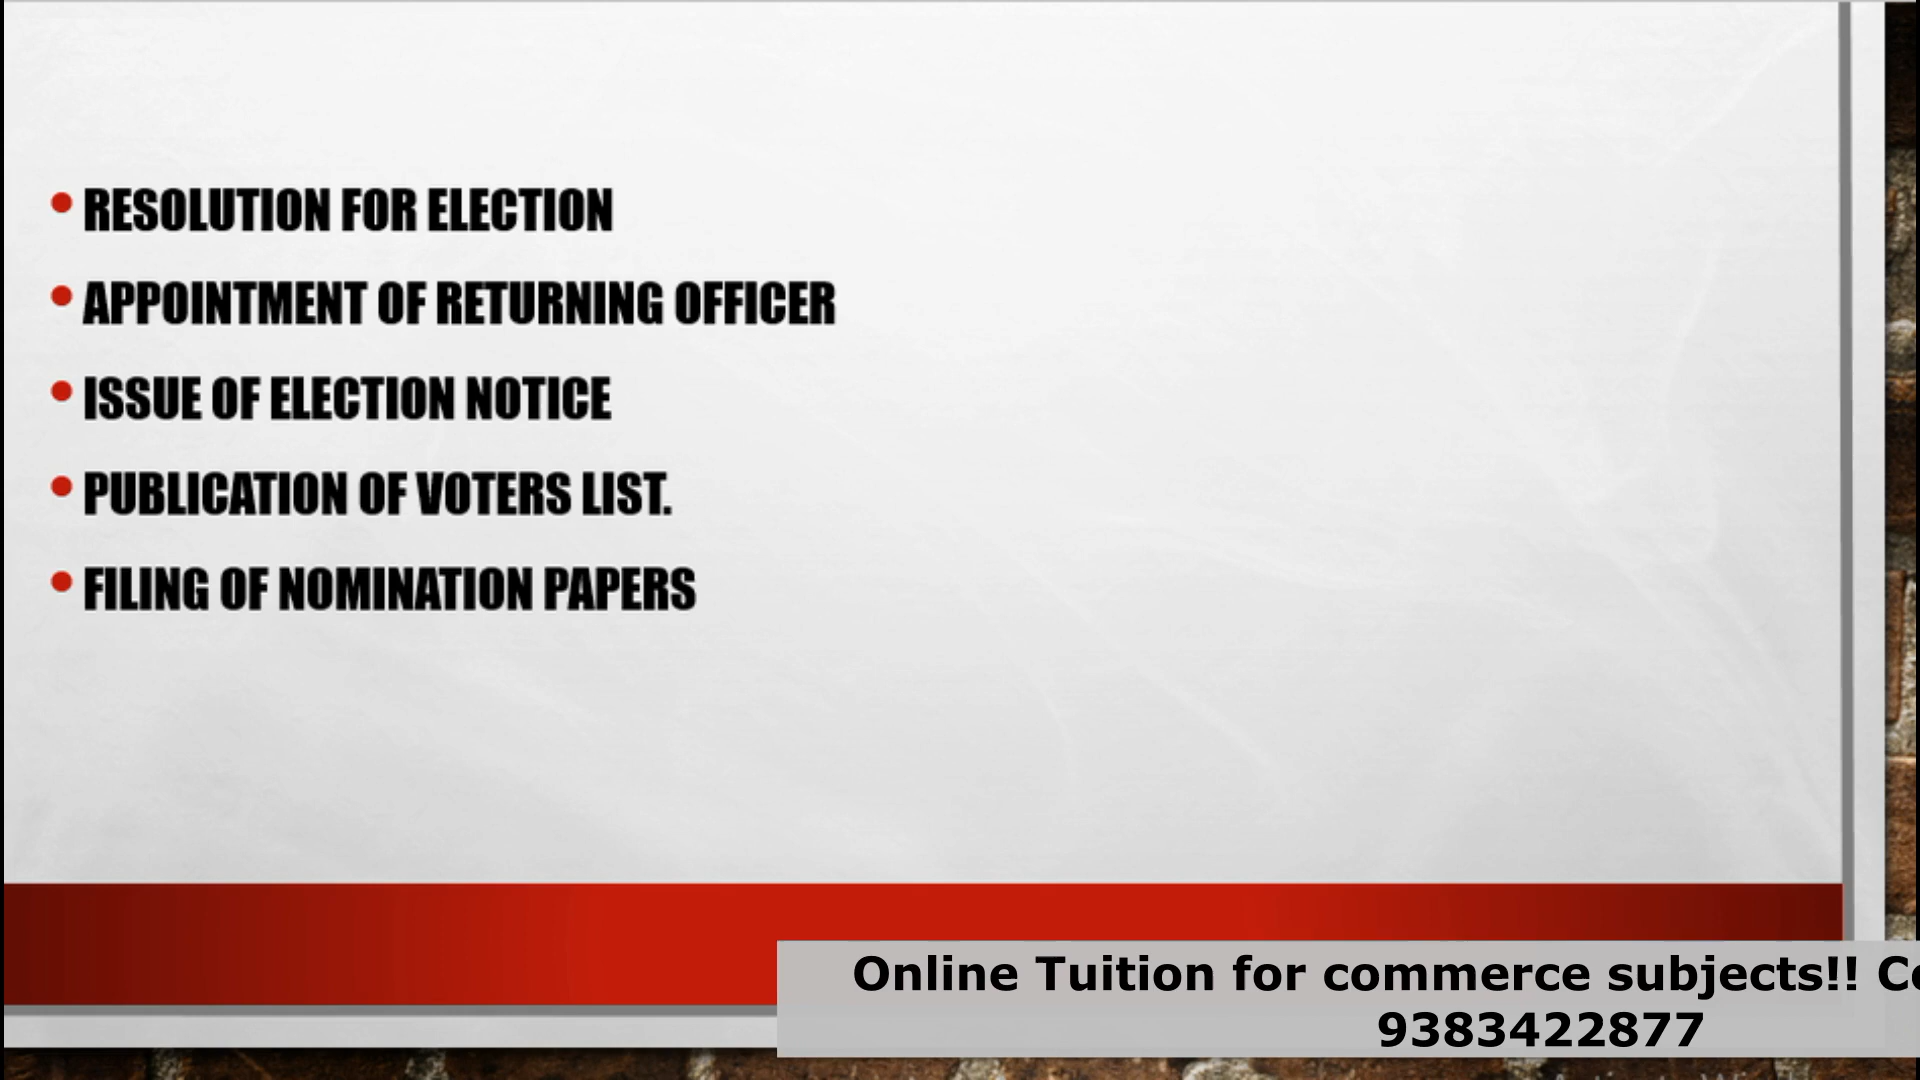 • RESOLUTION FOR ELECTION
• APPOINTMENT OF RETURNING OFFICER
• ISSUE OF ELECTION NOTICE
• PUBLICATION OF VOTERS LIST.
• FILING OF NOMINATION PAPERS
Online Tuition for commerce subjects!!
9383422877